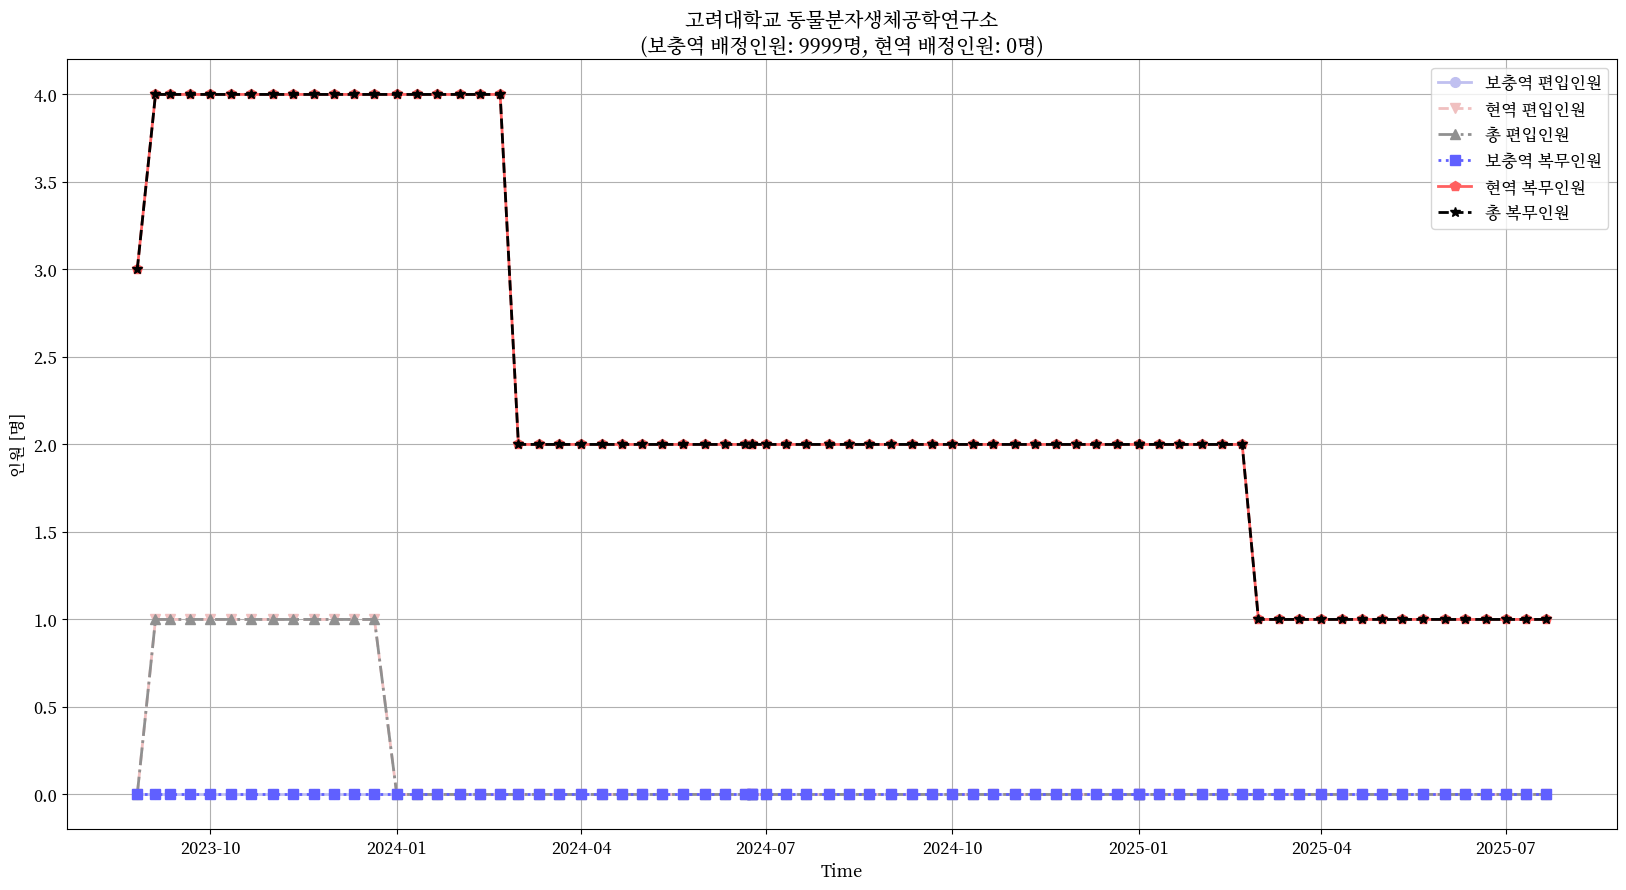 고려대학교 동물분자생체공학연구소
(보충역 배정인원: 9999명, 현역 배정인원: 0명)
보충역 편입인원
현역 편입인원
총 편입인원
보충역 복무인원
현역 복무인원
총 복무인원
인원 [명]
4.0
3.5
3.0
2.5
2.0
1.5
1.0
0.5
0.0
2023-10
2024-01
2024-04
2024-07
2024-10
2025-01
2025-04
2025-07
Time